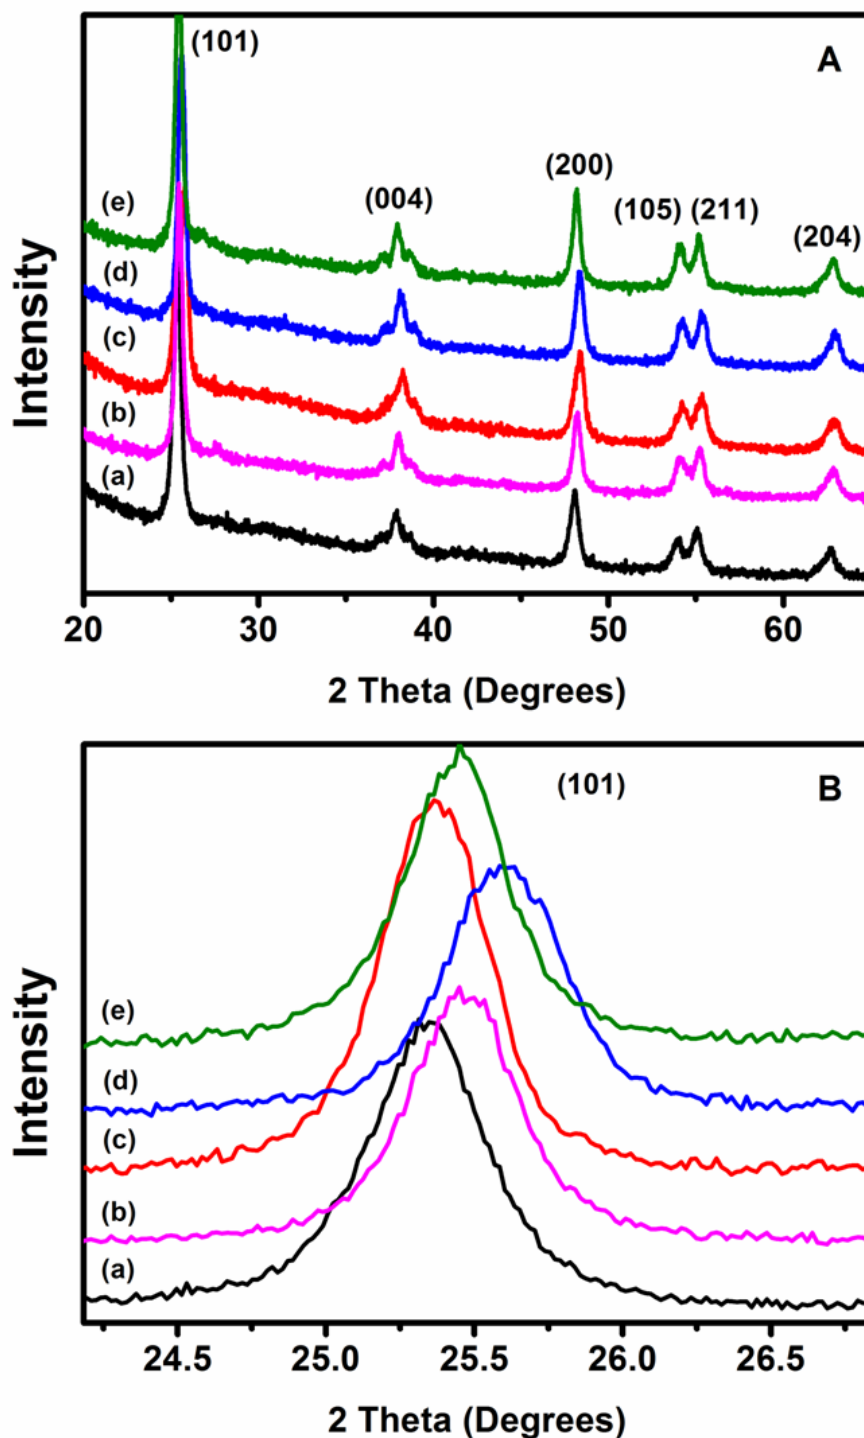 (101)
A
(200)
(e)
(004)
(105) (211)
(204)
(d)
(c)
(b)
(a)
Intensity
20 30 40 50 60
2 Theta (Degrees)
(101)
B
(e)
(d)
(c)
(b)
(a)
Intensity
24.5 25.0 25.5 26.0 26.5
2 Theta (Degrees)